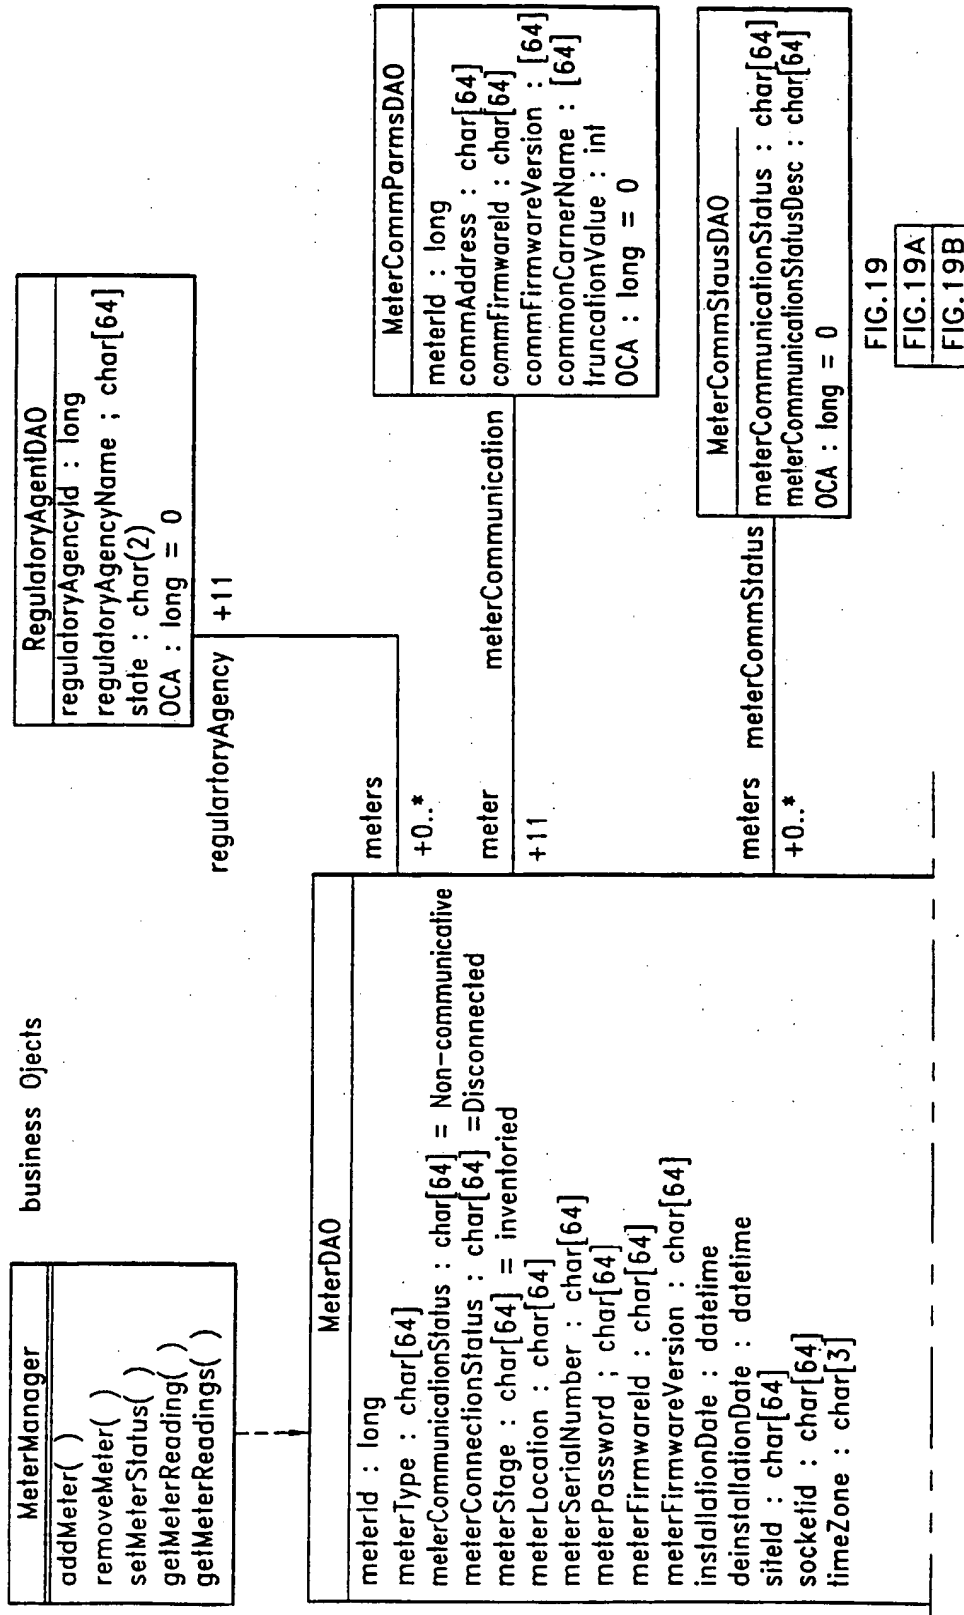 business Ojects
MeterManager
addMeter( )
removeMeter( )
setMeterStatus( )
getMeterReading( )
getMeterReadings( )
MeterDAO
meterId : long
meterType : char[64]
meterCommunicationStatus : char[64] = Non-communicative
meterConnectionStatus : char[64] =Disconnected
meterStage : char[64] = inventoried
meterLocation : char[64]
meterSerialNumber : char[64]
meterPassword ; char[64]
meterFirmwareId : char[64]
meterFirmwareVersion : char[64]
installationDate : datetime
deinstallationDate : datetime
siteId : char[64]
socketid : char[64]
timeZone : char[3]
RegulatoryAgentDAO
regulatoryAgencyId : long
regulatoryAgencyName ; char[64]
state : char(2)
OCA : long = 0
regulartoryAgency +11
meters
+0..*
MeterCommParmsDAO
meterId : long
commAddress : char[64]
commFirmwareId : char[64]
commFirmwareVersion : [64]
commonCarnerName : [64]
truncationValue : int
OCA : long = 0
meter meterCommunication
+11
MeterCommStausDAO
meterCommunicationStatus : char[64]
meterCommunicationStatusDesc : char[64]
OCA : long = 0
meters meterCommStatus
+0..*
FIG.19
FIG.19A
FIG.19B